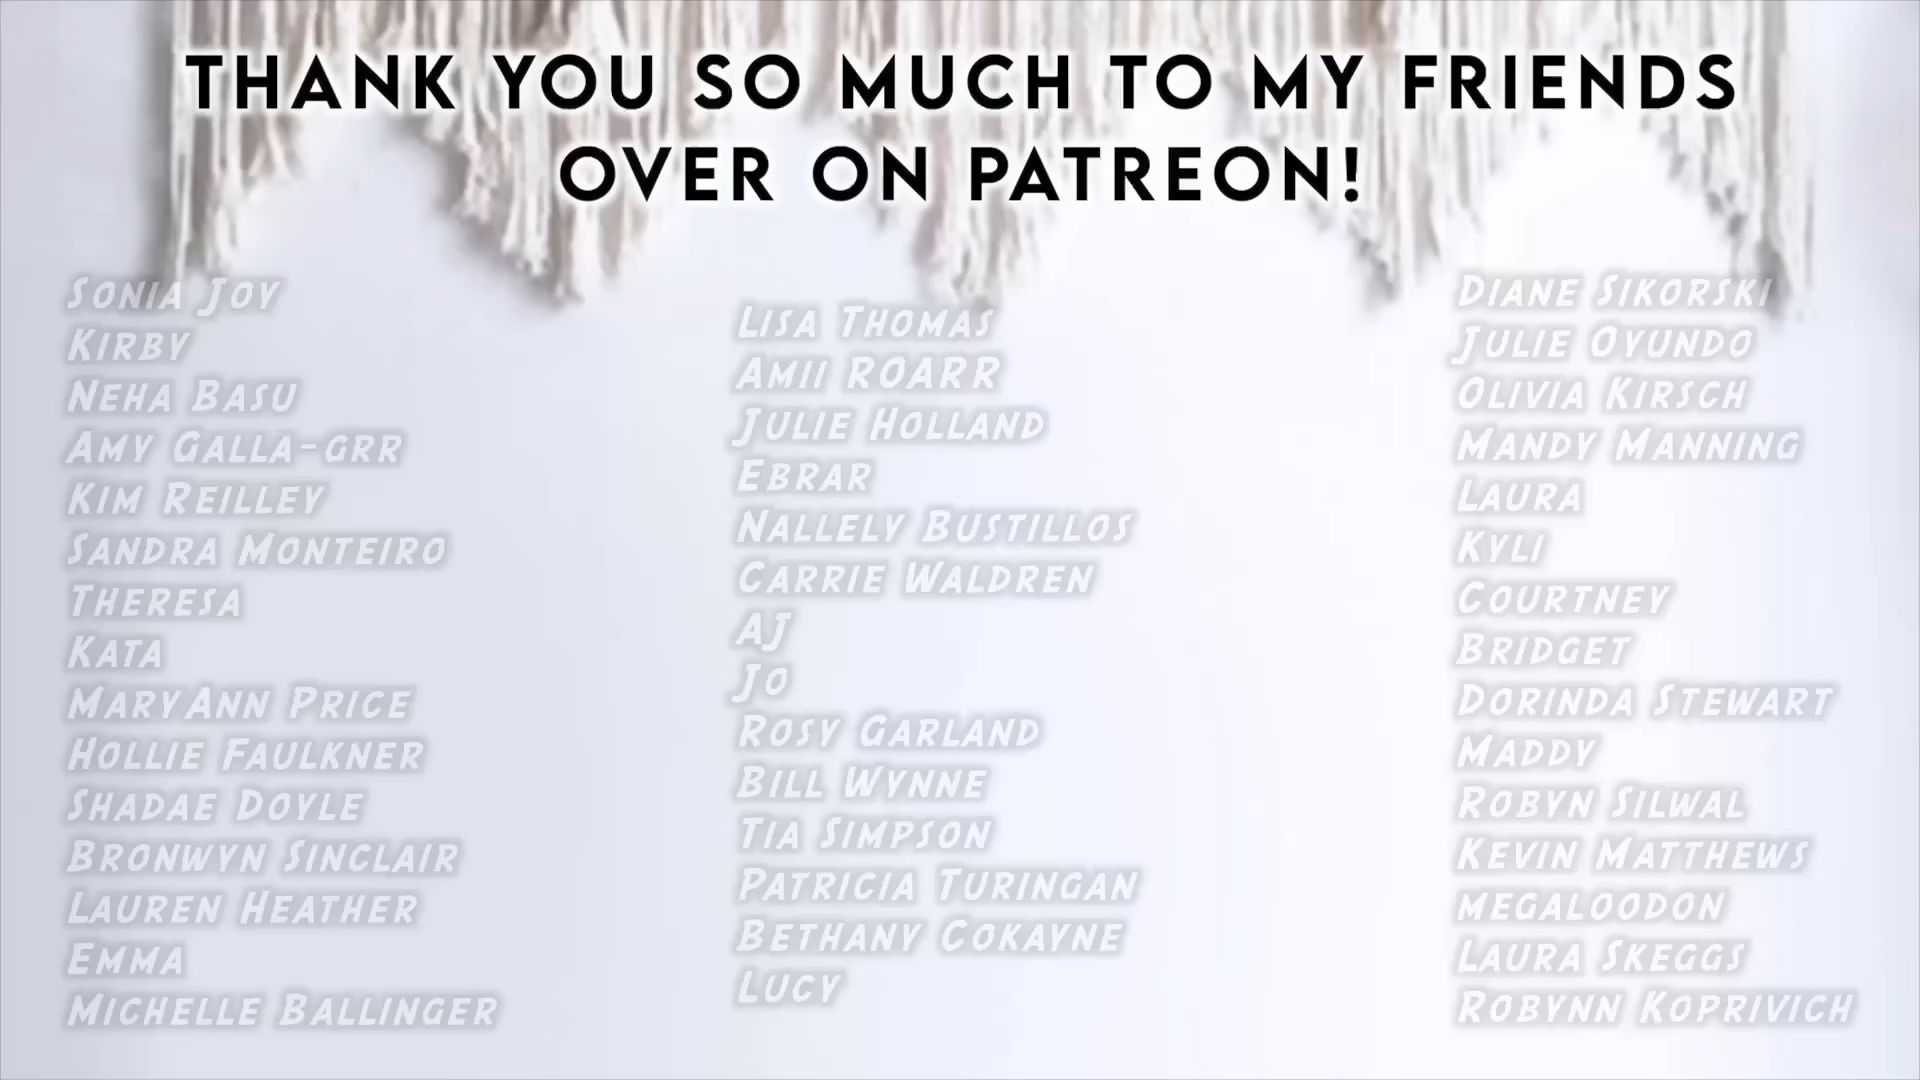 THANK YOU SO MUCH TO MY FRIENDS
OVER ON PATREON!
Sonia Joy
Kirby
Neha Basu
Amy Galla-grr
Kim Reilley
Sandra Monteiro
Theresa
Kata
MaryAnn Price
Hollie Faulkner
Shadae Doyle
Bronwyn Sinclair
Lauren Heather
Emma
Michelle Ballinger
Lisa Thomas
Amii ROARR
Julie Holland
Ebrar
Nallely Bustillos
Carrie Waldren
AJ
Jo
Rosy Garland
Bill Wynne
Tia Simpson
Patricia Turingan
Bethany Cokayne
Lucy
Diane Sikorski
Julie Oyundo
Olivia Kirsch
Mandy Manning
Laura
Kyli
Courtney
Bridget
Dorinda Stewart
Maddy
Robyn Silwal
Kevin Matthews
megaloodon
Laura Skeggs
Robynn Koprivich